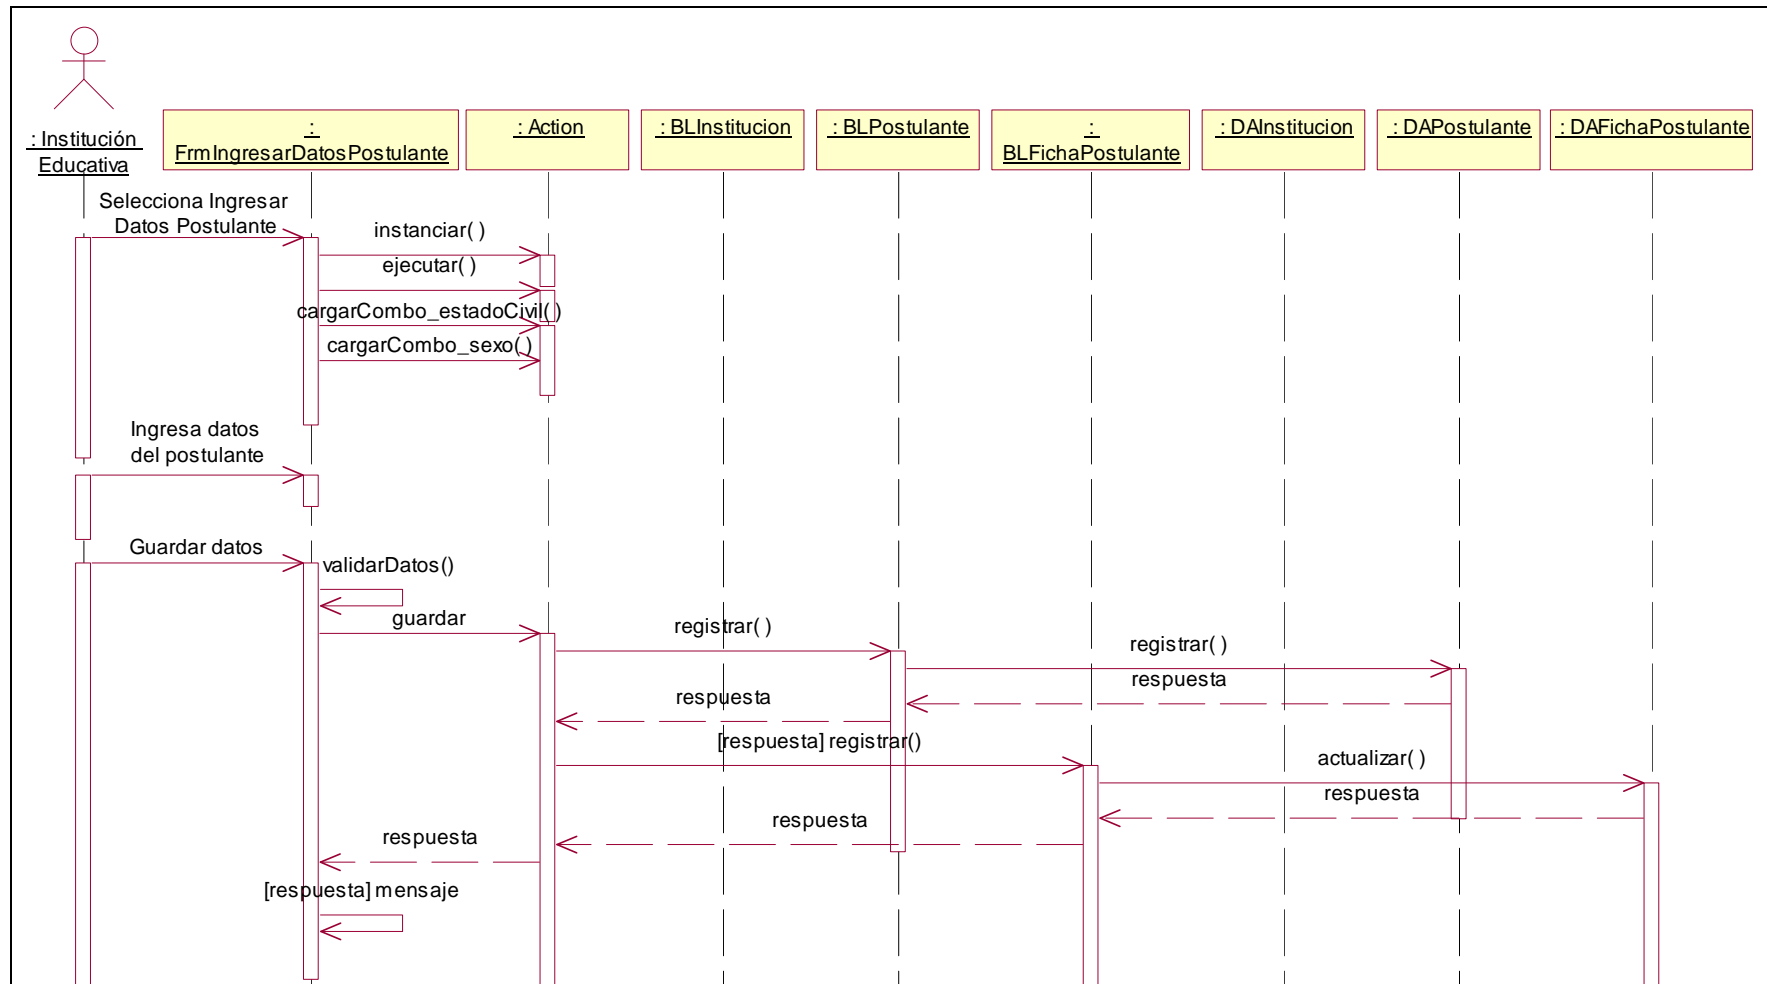 : Institución
Educativa
:
FrmIngresarDatosPostulante
: Action
: BLInstitucion
: BLPostulante
:
BLFichaPostulante
: DAInstitucion
: DAPostulante
: DAFichaPostulante
Selecciona Ingresar
Datos Postulante
instanciar( )
ejecutar( )
cargarCombo_estadoCivil( )
cargarCombo_sexo( )
Ingresa datos
del postulante
Guardar datos
validarDatos()
guardar
registrar( )
registrar( )
respuesta
respuesta
[respuesta] registrar()
actualizar( )
respuesta
respuesta
respuesta
[respuesta] mensaje